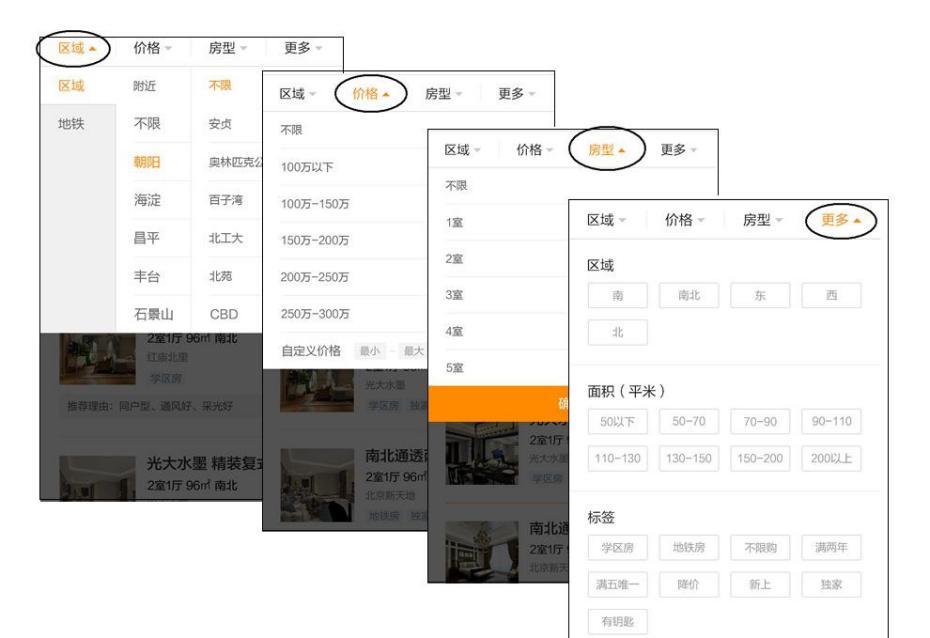 区域 价格 房型 更多
区域 附近 不限
地铁 不限 安贞
朝阳 奥林匹克公
海淀 百子湾
昌平 北工大
丰台 北苑
石景山 CBD
2室1厅 96㎡ 南北
红庙北里
学区房
推荐理由：同户型、通风好、采光好
光大水墨 精装复式
2室1厅 96㎡ 南北
区域 价格 房型 更多
不限
100万以下
100万-150万
150万-200万
200万-250万
250万-300万
自定义价格 最小 - 最大
光大水墨
学区房 独家
南北通透
2室1厅 96㎡
北京新天地
地铁房 独家
区域 价格 房型 更多
不限
1室
2室
3室
4室
5室
2室1厅
光大水墨
学区房
南北通
2室1厅
北京新天
区域 价格 房型 更多
区域
南 南北 东 西
北
面积（平米）
50以下 50-70 70-90 90-110
110-130 130-150 150-200 200以上
标签
学区房 地铁房 不限购 满两年
满五唯一 降价 新上 独家
有钥匙